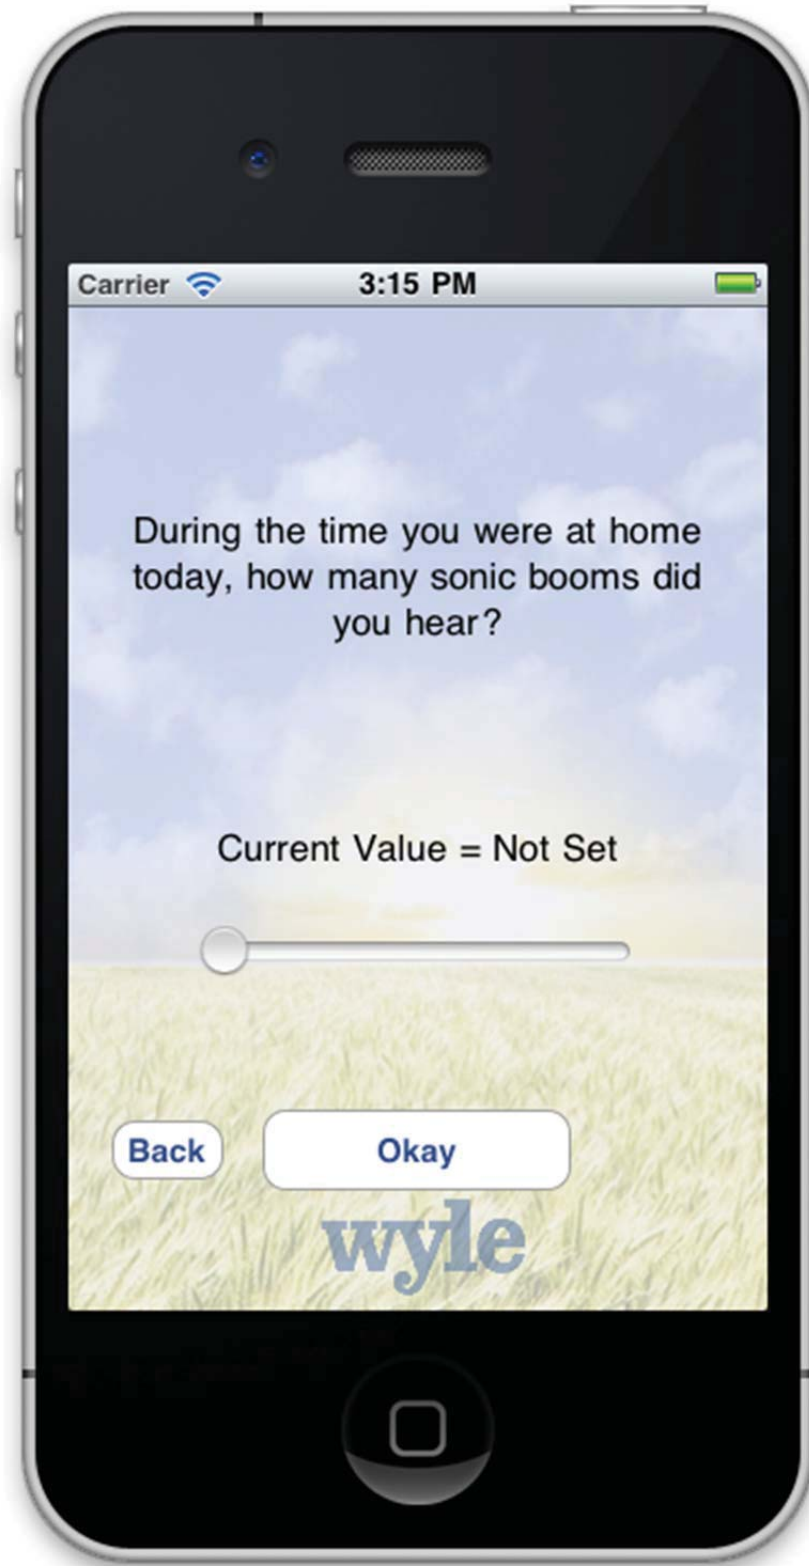 Carrier 3:15 PM
During the time you were at home
today, how many sonic booms did
you hear?
Current Value = Not Set
Back Okay
wyle